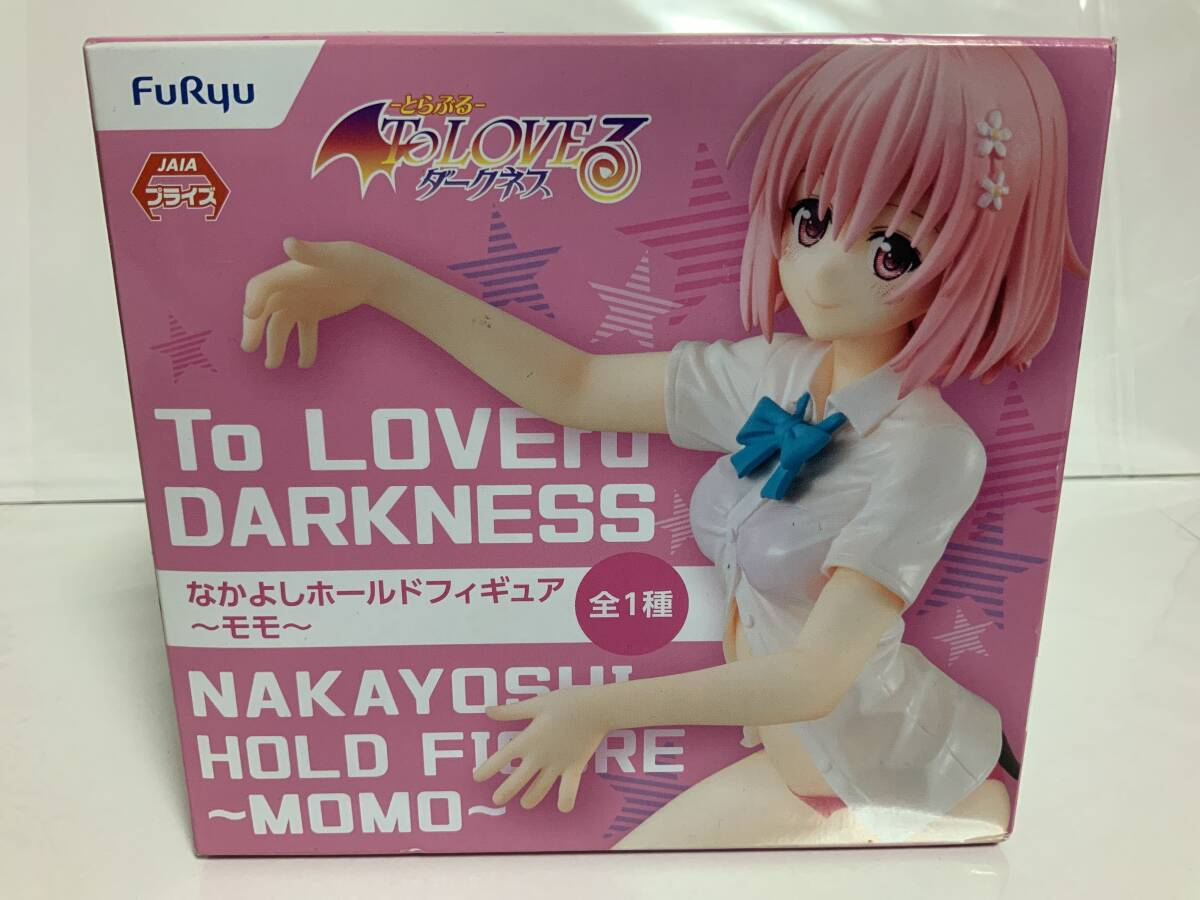 FuRyu
JAIA
プライズ
-とらぶる-
To LOVEる
ダークネス
To LOVEru
DARKNESS
なかよしホールドフィギュア
～モモ～
全1種
NAKAYOSHI
HOLD FIGURE
~MOMO~